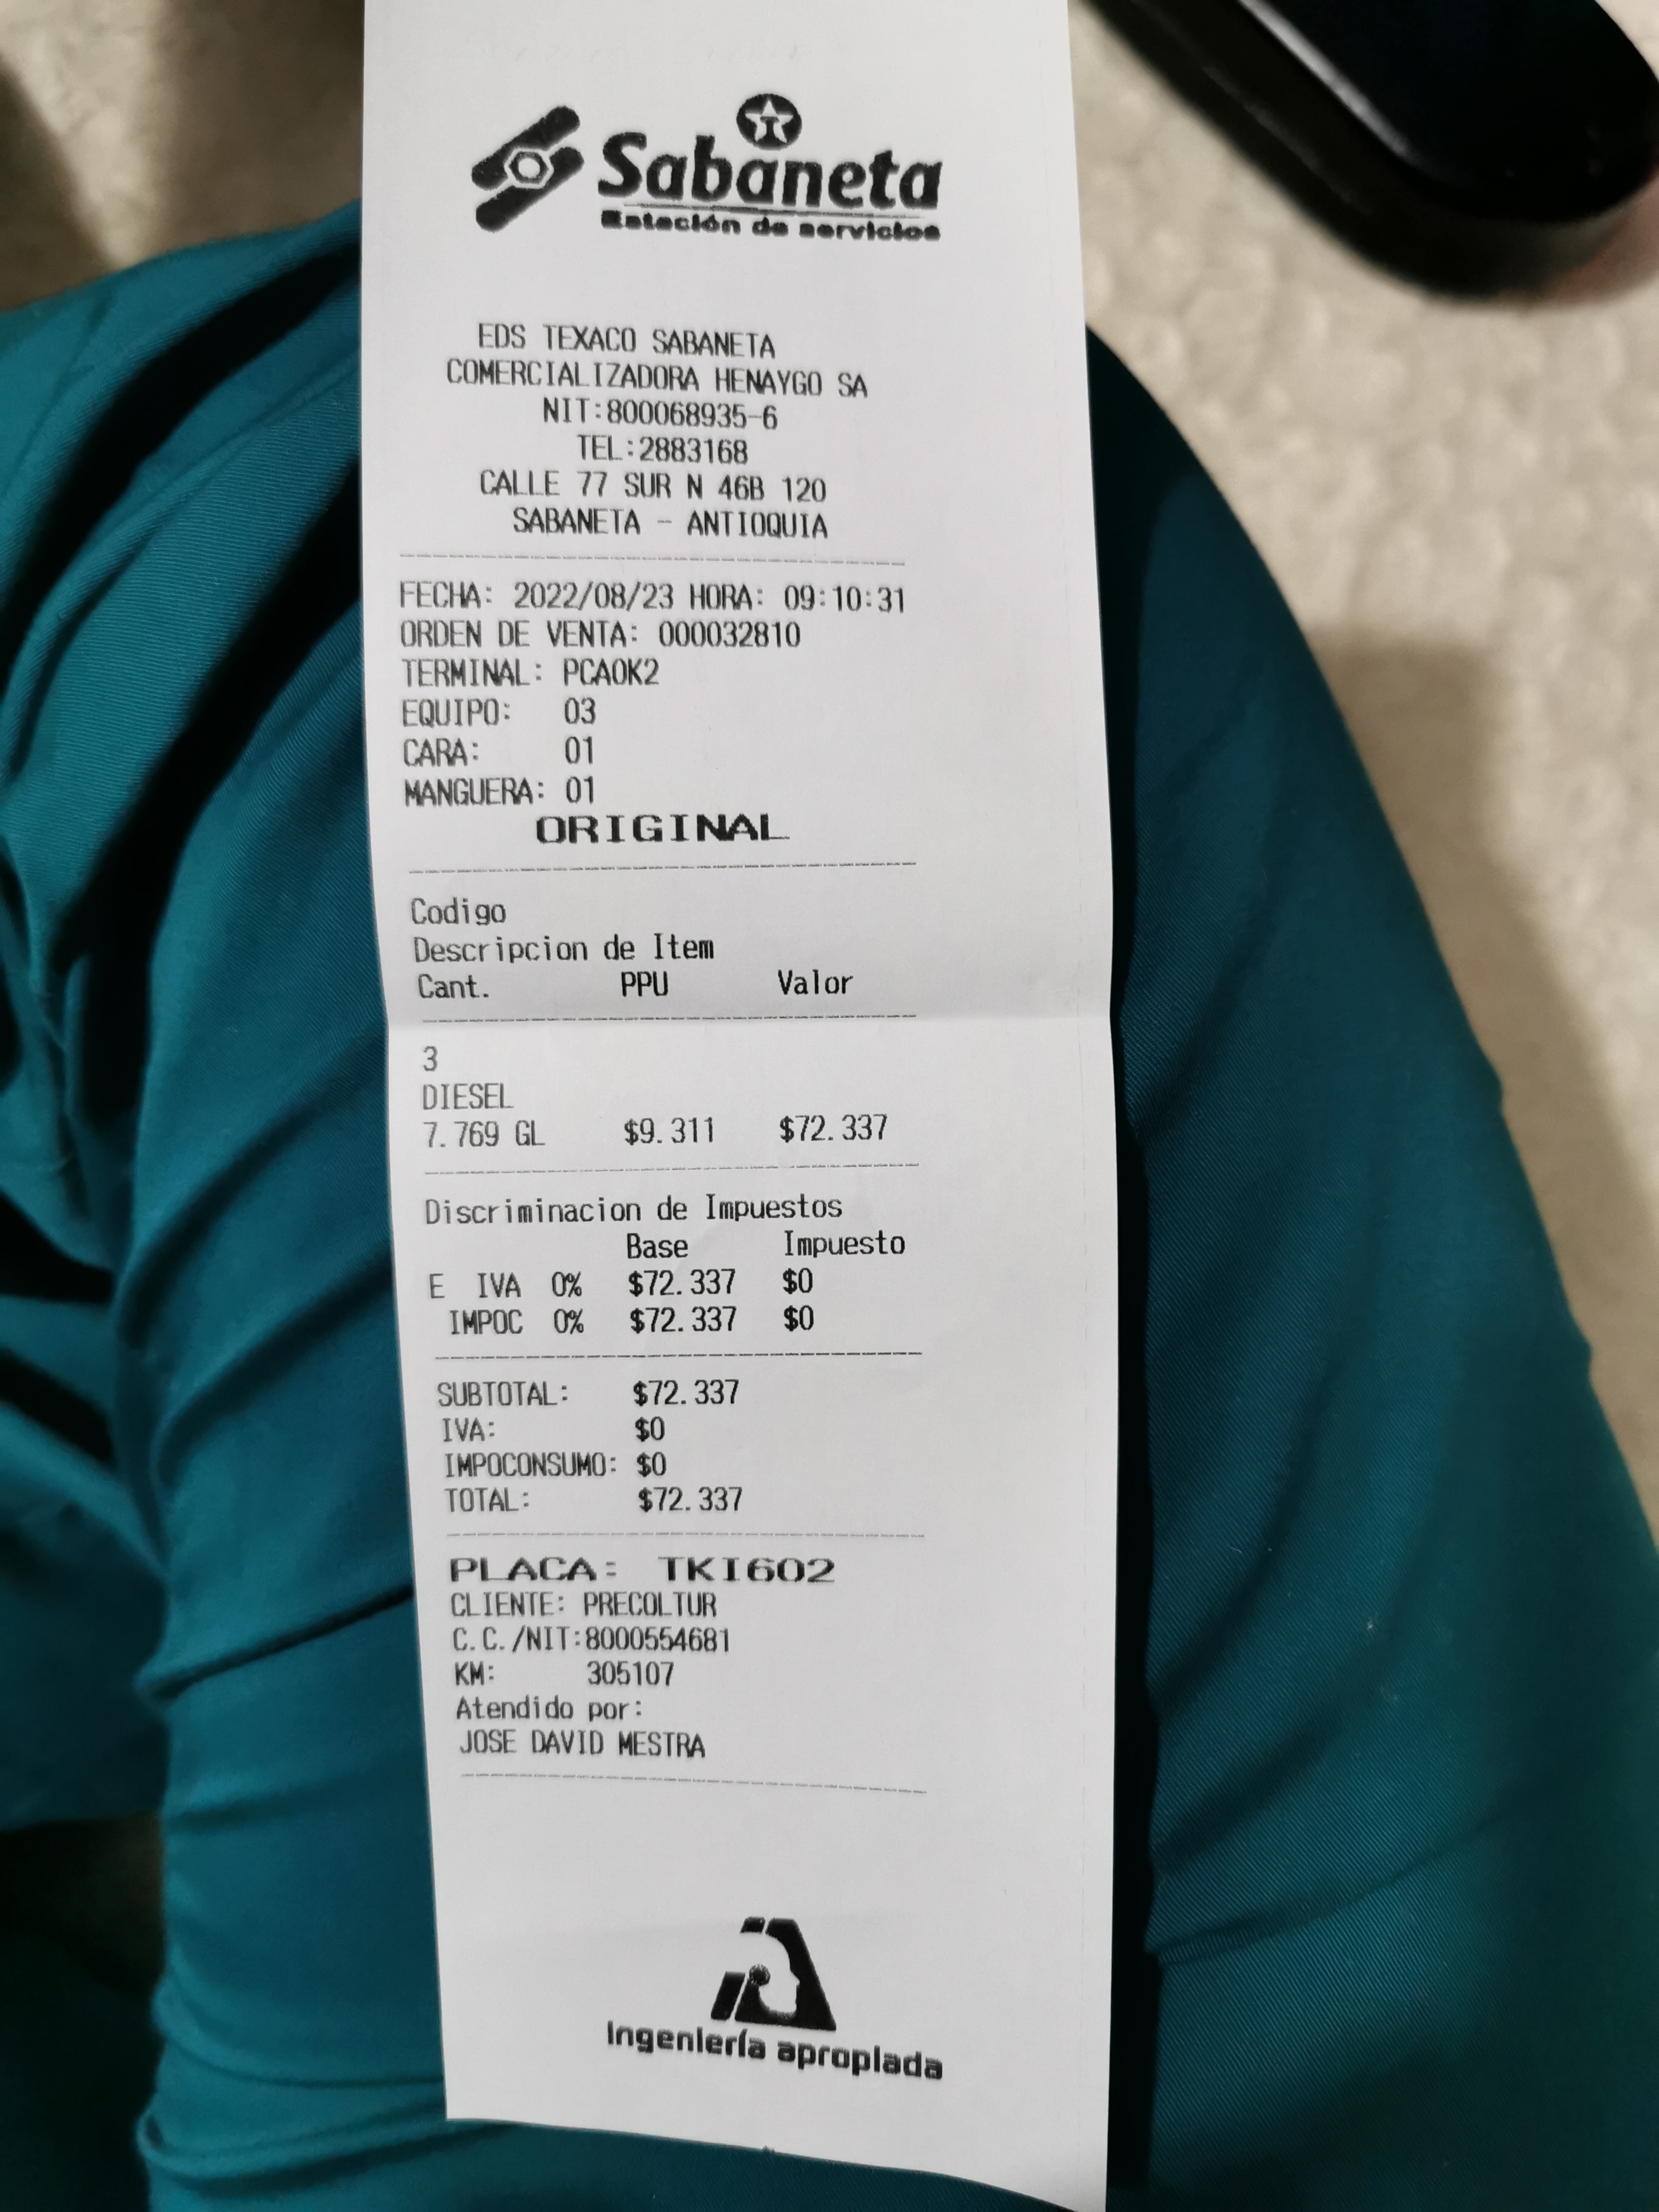 Sabaneta
Estación de servicios
EDS TEXACO SABANETA
COMERCIALIZADORA HENAYGO SA
NIT:800068935-6
TEL:2883168
CALLE 77 SUR N 46B 120
SABANETA - ANTIOQUIA
FECHA: 2022/08/23 HORA: 09:10:31
ORDEN DE VENTA: 000032810
TERMINAL: PCAOK2
EQUIPO: 03
CARA: 01
MANGUERA: 01
ORIGINAL
Codigo
Descripcion de Item
Cant. PPU Valor
3
DIESEL
7.769 GL $9.311 $72.337
Discriminacion de Impuestos
Base Impuesto
E IVA 0% $72.337 $0
IMPOC 0% $72.337 $0
SUBTOTAL: $72.337
IVA: $0
IMPOCONSUMO: $0
TOTAL: $72.337
PLACA: TKI602
CLIENTE: PRECOLTUR
C.C./NIT:8000554681
KM: 305107
Atendido por:
JOSE DAVID MESTRA
Ingeniería apropiada